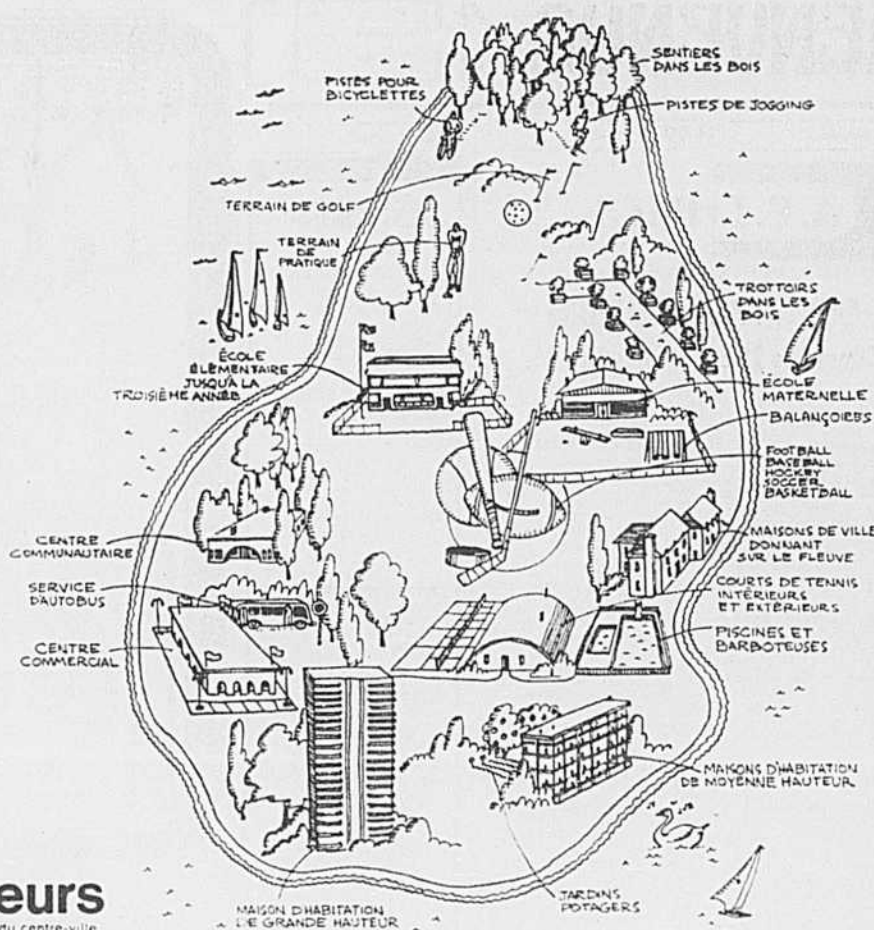 SENTIERS
DANS LES BOIS
PISTES POUR
BICYCLETTES
PISTES DE JOGGING
TERRAIN DE GOLF
TERRAIN
DE
PRATIQUE
TROTTOIRS
DANS LES
BOIS
ÉCOLE
ÉLÉMENTAIRE
JUSQU'À LA
TROISIÈME ANNÉE
ÉCOLE
MATERNELLE
BALANÇOIRES
FOOTBALL
BASEBALL
HOCKEY
SOCCER
BASKETBALL
CENTRE
COMMUNAUTAIRE
MAISONS DE VILLE
DONNANT
SUR LE FLEUVE
SERVICE
D'AUTOBUS
COURTS DE TENNIS
INTÉRIEURS
ET EXTÉRIEURS
CENTRE
COMMERCIAL
PISCINES ET
BARBOTEUSES
MAISONS D'HABITATION
DE MOYENNE HAUTEUR
JARDINS
POTAGERS
MAISON D'HABITATION
DE GRANDE HAUTEUR
eurs
du centre-ville